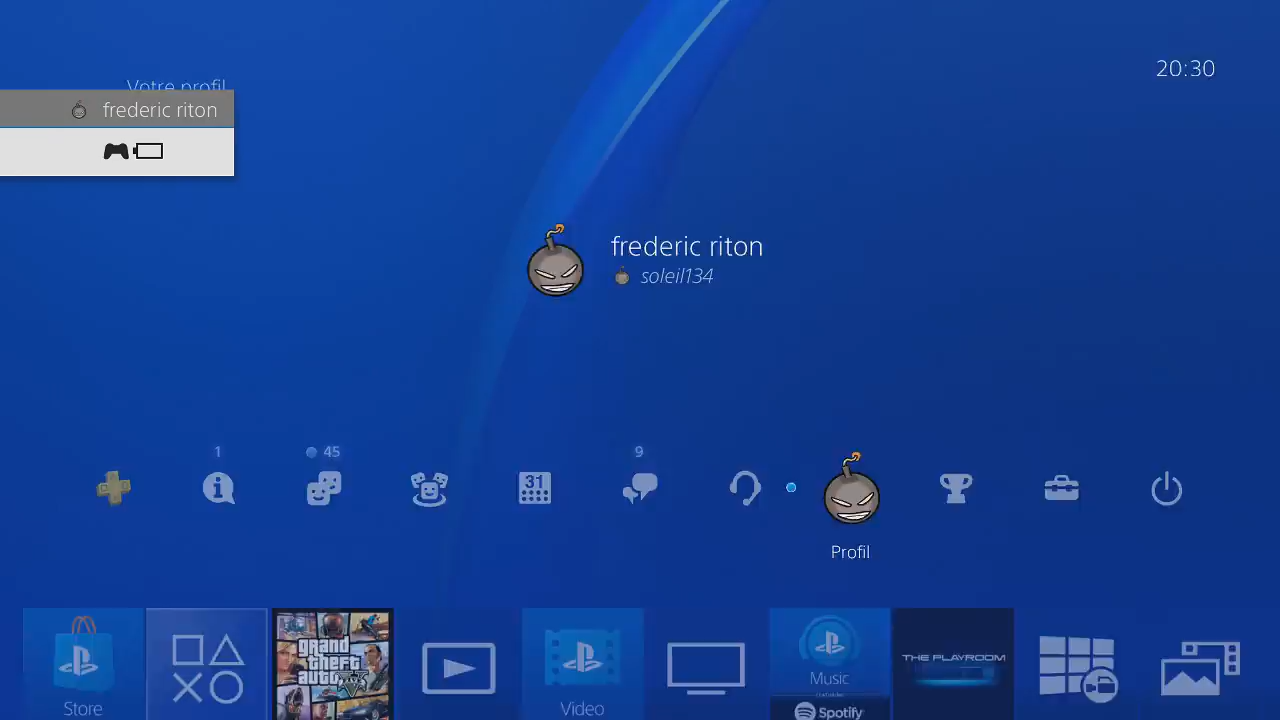 Votre profil
20:30
frederic riton
frederic riton
soleil134
1
45
31
9
Profil
grand
theft
auto
V
THE PLAYROOM
Music
Store
Video
Spotify